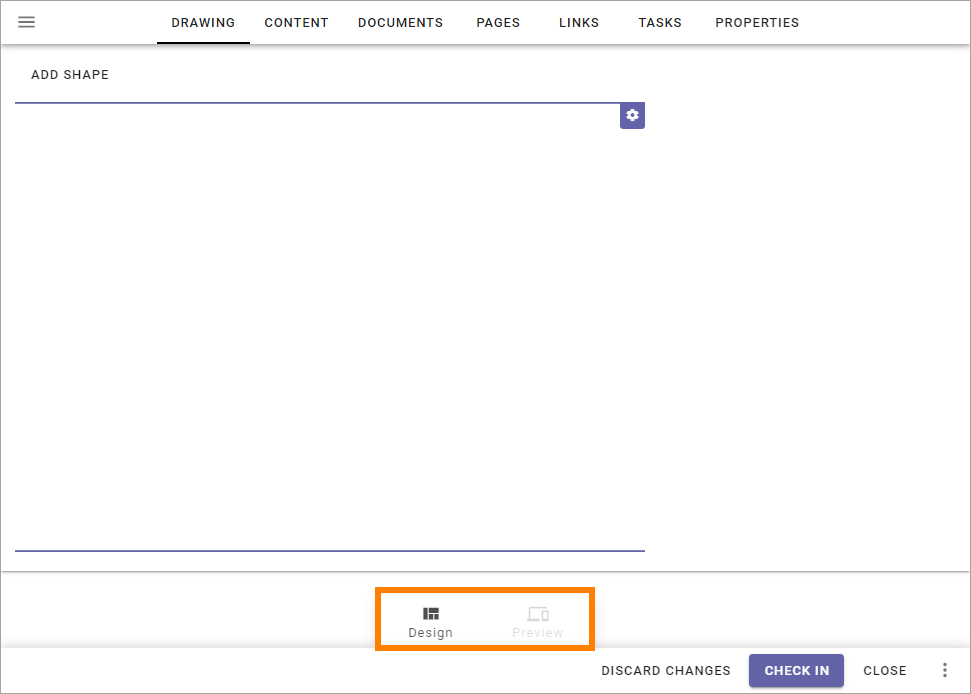 DRAWING CONTENT DOCUMENTS PAGES LINKS TASKS PROPERTIES
ADD SHAPE
Design Preview
DISCARD CHANGES CHECK IN CLOSE